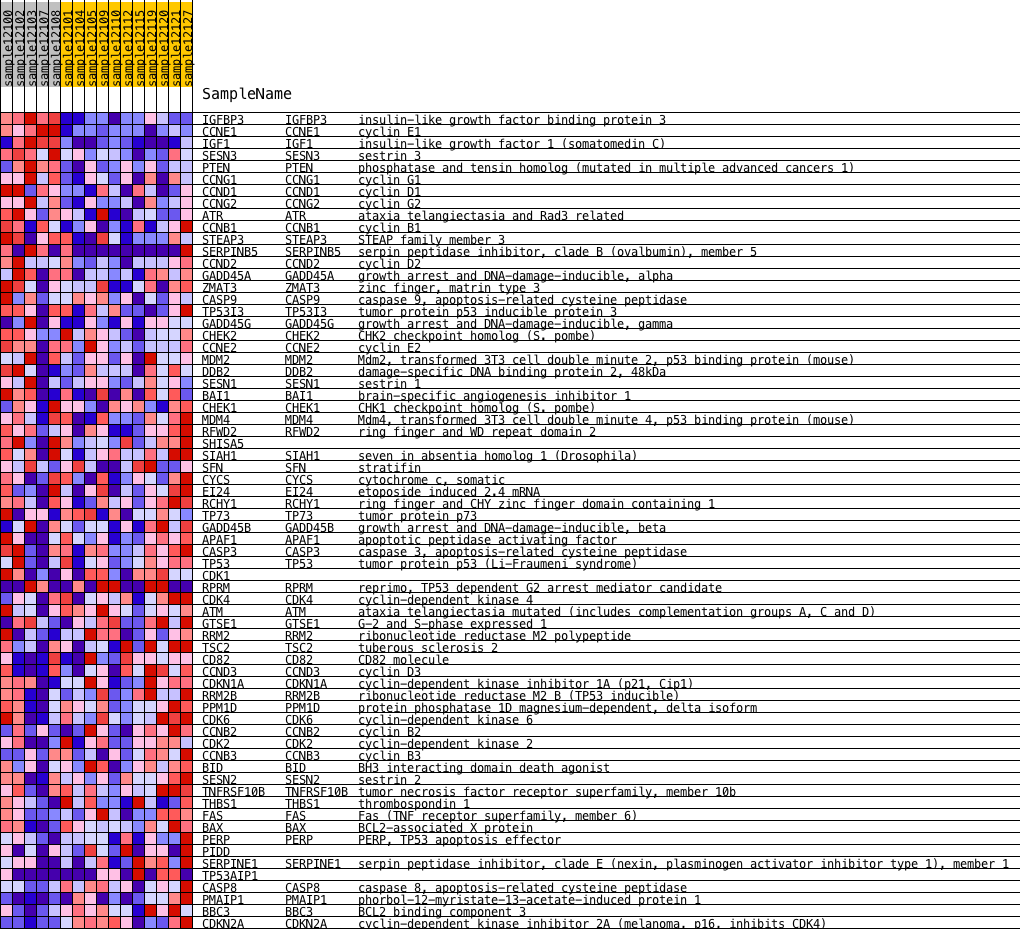 sample12100
sample12102
sample12103
sample12107
sample12108
sample12101
sample12104
sample12105
sample12109
sample12110
sample12112
sample12115
sample12119
sample12120
sample12121
sample12127
SampleName
IGFBP3 IGFBP3 insulin-like growth factor binding protein 3
CCNE1 CCNE1 cyclin E1
IGF1 IGF1 insulin-like growth factor 1 (somatomedin C)
SESN3 SESN3 sestrin 3
PTEN PTEN phosphatase and tensin homolog (mutated in multiple advanced cancers 1)
CCNG1 CCNG1 cyclin G1
CCND1 CCND1 cyclin D1
CCNG2 CCNG2 cyclin G2
ATR ATR ataxia telangiectasia and Rad3 related
CCNB1 CCNB1 cyclin B1
STEAP3 STEAP3 STEAP family member 3
SERPINB5 SERPINB5 serpin peptidase inhibitor, clade B (ovalbumin), member 5
CCND2 CCND2 cyclin D2
GADD45A GADD45A growth arrest and DNA-damage-inducible, alpha
ZMAT3 ZMAT3 zinc finger, matrin type 3
CASP9 CASP9 caspase 9, apoptosis-related cysteine peptidase
TP53I3 TP53I3 tumor protein p53 inducible protein 3
GADD45G GADD45G growth arrest and DNA-damage-inducible, gamma
CHEK2 CHEK2 CHK2 checkpoint homolog (S. pombe)
CCNE2 CCNE2 cyclin E2
MDM2 MDM2 Mdm2, transformed 3T3 cell double minute 2, p53 binding protein (mouse)
DDB2 DDB2 damage-specific DNA binding protein 2, 48kDa
SESN1 SESN1 sestrin 1
BAI1 BAI1 brain-specific angiogenesis inhibitor 1
CHEK1 CHEK1 CHK1 checkpoint homolog (S. pombe)
MDM4 MDM4 Mdm4, transformed 3T3 cell double minute 4, p53 binding protein (mouse)
RFWD2 RFWD2 ring finger and WD repeat domain 2
SHISA5
SIAH1 SIAH1 seven in absentia homolog 1 (Drosophila)
SFN SFN stratifin
CYCS CYCS cytochrome c, somatic
EI24 EI24 etoposide induced 2.4 mRNA
RCHY1 RCHY1 ring finger and CHY zinc finger domain containing 1
TP73 TP73 tumor protein p73
GADD45B GADD45B growth arrest and DNA-damage-inducible, beta
APAF1 APAF1 apoptotic peptidase activating factor
CASP3 CASP3 caspase 3, apoptosis-related cysteine peptidase
TP53 TP53 tumor protein p53 (Li-Fraumeni syndrome)
CDK1
RPRM RPRM reprimo, TP53 dependent G2 arrest mediator candidate
CDK4 CDK4 cyclin-dependent kinase 4
ATM ATM ataxia telangiectasia mutated (includes complementation groups A, C and D)
GTSE1 GTSE1 G-2 and S-phase expressed 1
RRM2 RRM2 ribonucleotide reductase M2 polypeptide
TSC2 TSC2 tuberous sclerosis 2
CD82 CD82 CD82 molecule
CCND3 CCND3 cyclin D3
CDKN1A CDKN1A cyclin-dependent kinase inhibitor 1A (p21, Cip1)
RRM2B RRM2B ribonucleotide reductase M2 B (TP53 inducible)
PPM1D PPM1D protein phosphatase 1D magnesium-dependent, delta isoform
CDK6 CDK6 cyclin-dependent kinase 6
CCNB2 CCNB2 cyclin B2
CDK2 CDK2 cyclin-dependent kinase 2
CCNB3 CCNB3 cyclin B3
BID BID BH3 interacting domain death agonist
SESN2 SESN2 sestrin 2
TNFRSF10B TNFRSF10B tumor necrosis factor receptor superfamily, member 10b
THBS1 THBS1 thrombospondin 1
FAS FAS Fas (TNF receptor superfamily, member 6)
BAX BAX BCL2-associated X protein
PERP PERP PERP, TP53 apoptosis effector
PIDD
SERPINE1 SERPINE1 serpin peptidase inhibitor, clade E (nexin, plasminogen activator inhibitor type 1), member 1
TP53AIP1
CASP8 CASP8 caspase 8, apoptosis-related cysteine peptidase
PMAIP1 PMAIP1 phorbol-12-myristate-13-acetate-induced protein 1
BBC3 BBC3 BCL2 binding component 3
CDKN2A CDKN2A cyclin-dependent kinase inhibitor 2A (melanoma, p16, inhibits CDK4)